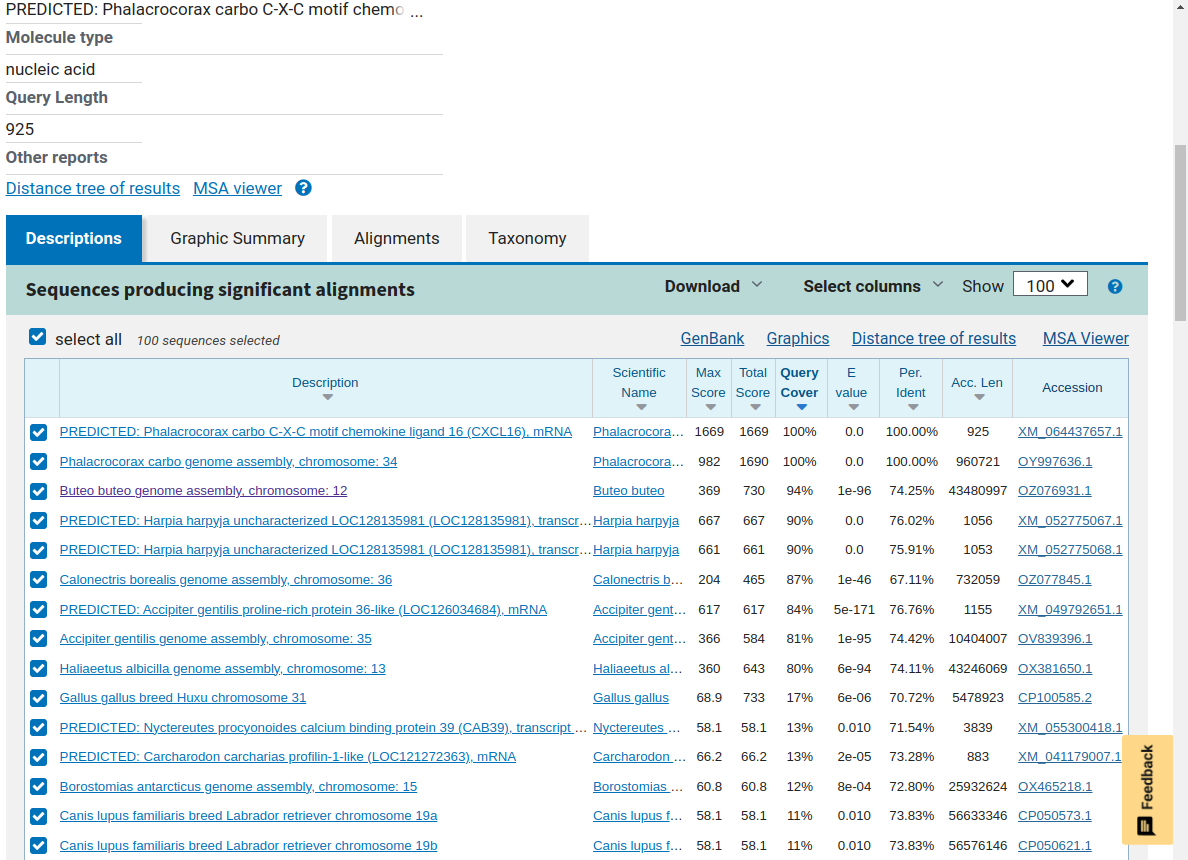 PREDICTED: Phalacrocorax carbo C-X-C motif chemo ...
Molecule type
nucleic acid
Query Length
925
Other reports
Distance tree of results MSA viewer ?
Descriptions Graphic Summary Alignments Taxonomy
Sequences producing significant alignments Download Select columns Show 100 ?
select all 100 sequences selected GenBank Graphics Distance tree of results MSA Viewer
Description Scientific Name Max Score Total Score Query Cover E value Per. Ident Acc. Len Accession
PREDICTED: Phalacrocorax carbo C-X-C motif chemokine ligand 16 (CXCL16), mRNA Phalacrocora... 1669 1669 100% 0.0 100.00% 925 XM_064437657.1
Phalacrocorax carbo genome assembly, chromosome: 34 Phalacrocora... 982 1690 100% 0.0 100.00% 960721 OY997636.1
Buteo buteo genome assembly, chromosome: 12 Buteo buteo 369 730 94% 1e-96 74.25% 43480997 OZ076931.1
PREDICTED: Harpia harpyja uncharacterized LOC128135981 (LOC128135981), transcr... Harpia harpyja 667 667 90% 0.0 76.02% 1056 XM_052775067.1
PREDICTED: Harpia harpyja uncharacterized LOC128135981 (LOC128135981), transcr... Harpia harpyja 661 661 90% 0.0 75.91% 1053 XM_052775068.1
Calonectris borealis genome assembly, chromosome: 36 Calonectris b... 204 465 87% 1e-46 67.11% 732059 OZ077845.1
PREDICTED: Accipiter gentilis proline-rich protein 36-like (LOC126034684), mRNA Accipiter gent... 617 617 84% 5e-171 76.76% 1155 XM_049792651.1
Accipiter gentilis genome assembly, chromosome: 35 Accipiter gent... 366 584 81% 1e-95 74.42% 10404007 OV839396.1
Haliaeetus albicilla genome assembly, chromosome: 13 Haliaeetus al... 360 643 80% 6e-94 74.11% 43246069 OX381650.1
Gallus gallus breed Huxu chromosome 31 Gallus gallus 68.9 733 17% 6e-06 70.72% 5478923 CP100585.2
PREDICTED: Nyctereutes procyonoides calcium binding protein 39 (CAB39), transcript ... Nyctereutes ... 58.1 58.1 13% 0.010 71.54% 3839 XM_055300418.1
PREDICTED: Carcharodon carcharias profilin-1-like (LOC121272363), mRNA Carcharodon ... 66.2 66.2 13% 2e-05 73.28% 883 XM_041179007.1
Borostomias antarcticus genome assembly, chromosome: 15 Borostomias ... 60.8 60.8 12% 8e-04 72.80% 25932624 OX465218.1
Canis lupus familiaris breed Labrador retriever chromosome 19a Canis lupus f... 58.1 58.1 11% 0.010 73.83% 56633346 CP050573.1
Canis lupus familiaris breed Labrador retriever chromosome 19b Canis lupus f... 58.1 58.1 11% 0.010 73.83% 56576146 CP050621.1
Feedback